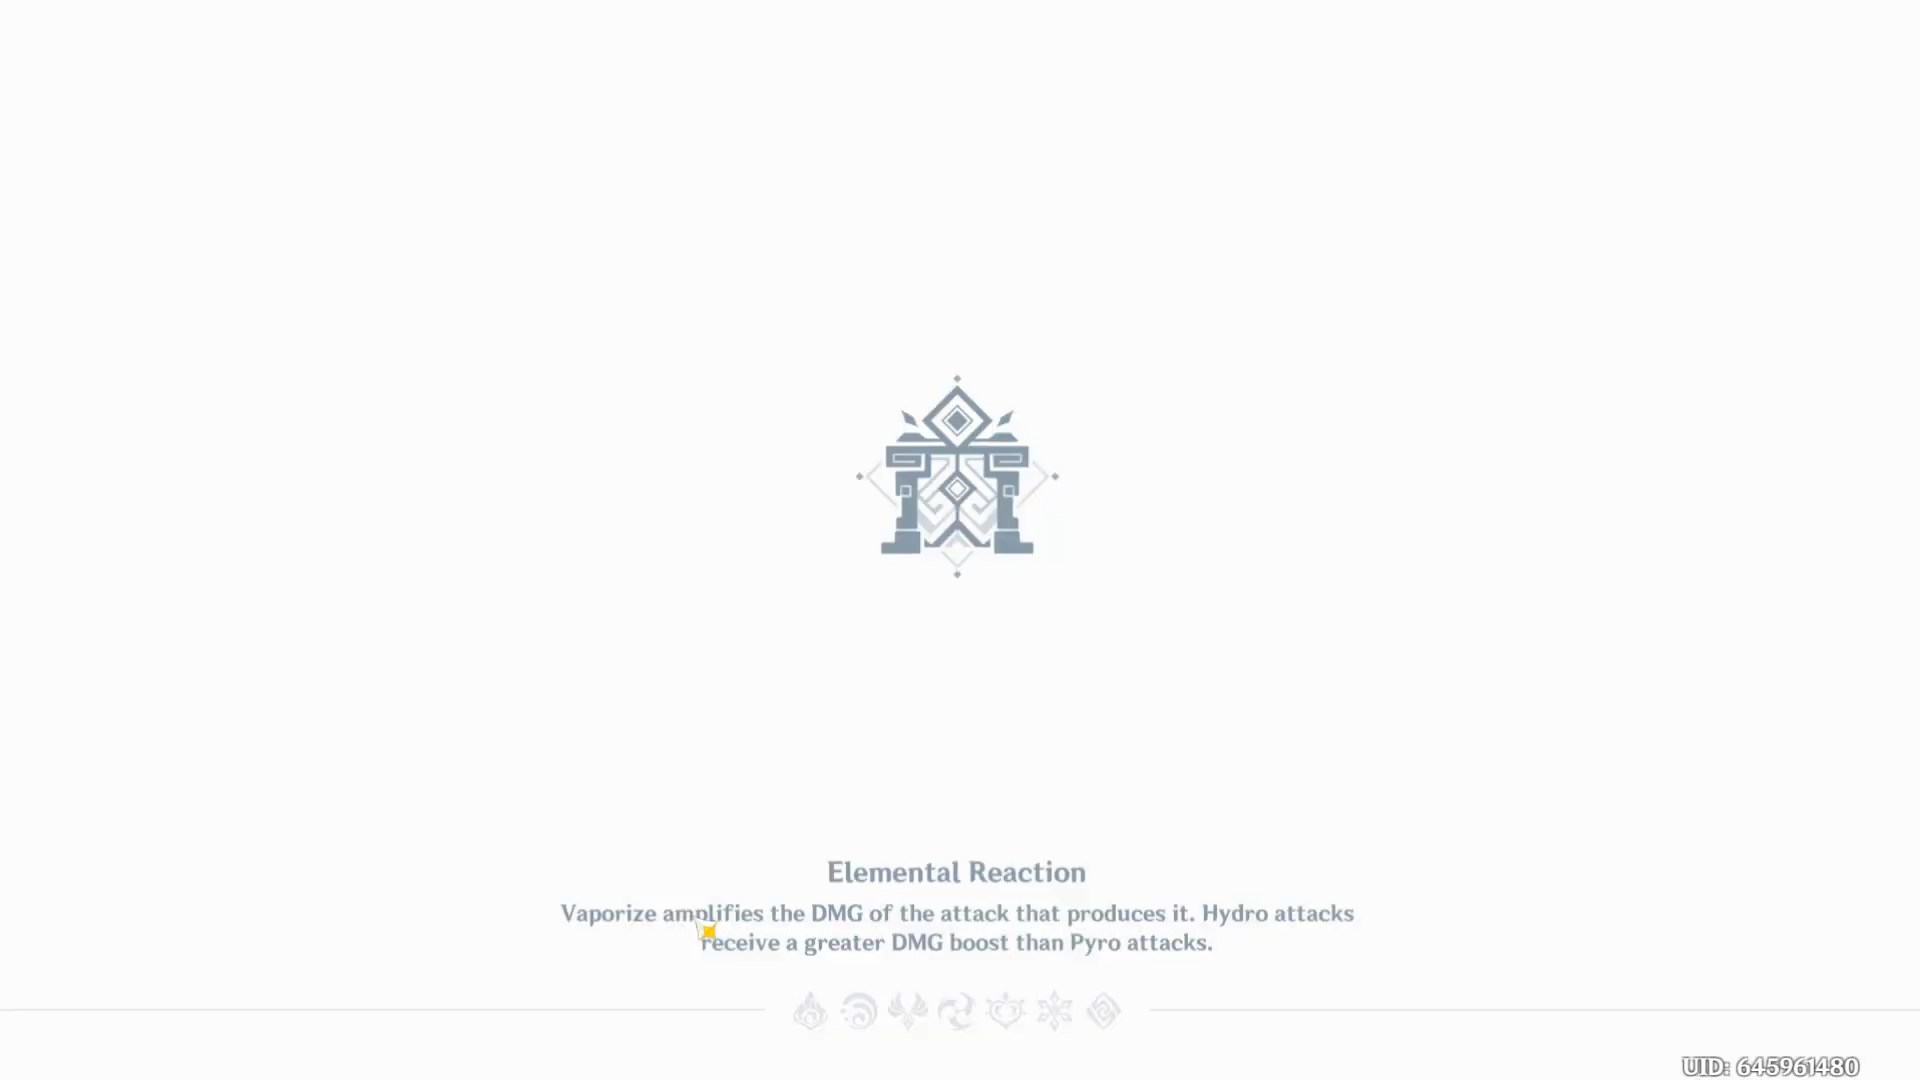 Elemental Reaction
Vaporize amplifies the DMG of the attack that produces it. Hydro attacks
receive a greater DMG boost than Pyro attacks.
UID: 645961480